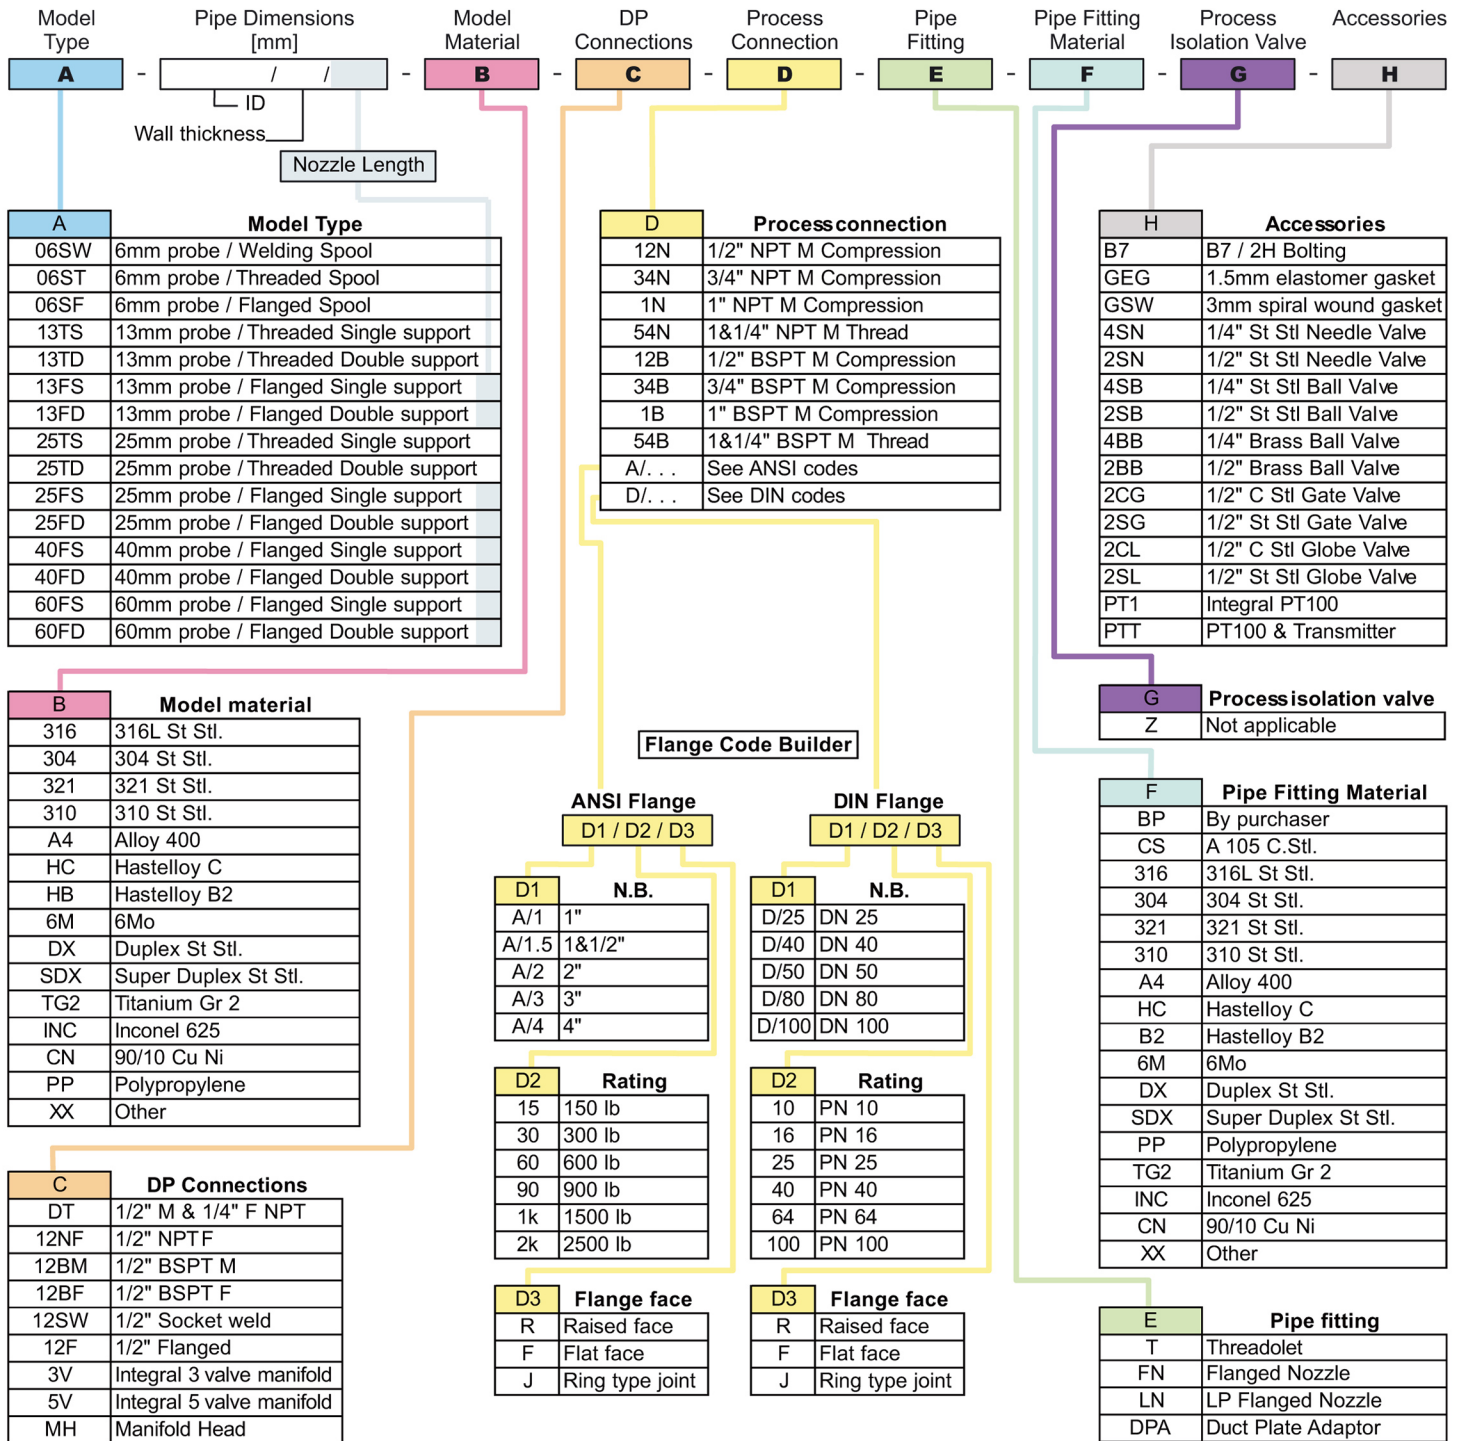 Model Type
Pipe Dimensions [mm]
Model Material
DP Connections
Process Connection
Pipe Fitting
Pipe Fitting Material
Process Isolation Valve
Accessories
A - / / - B - C - D - E - F - G - H
ID
Wall thickness
Nozzle Length
A Model Type
06SW 6mm probe / Welding Spool
06ST 6mm probe / Threaded Spool
06SF 6mm probe / Flanged Spool
13TS 13mm probe / Threaded Single support
13TD 13mm probe / Threaded Double support
13FS 13mm probe / Flanged Single support
13FD 13mm probe / Flanged Double support
25TS 25mm probe / Threaded Single support
25TD 25mm probe / Threaded Double support
25FS 25mm probe / Flanged Single support
25FD 25mm probe / Flanged Double support
40FS 40mm probe / Flanged Single support
40FD 40mm probe / Flanged Double support
60FS 60mm probe / Flanged Single support
60FD 60mm probe / Flanged Double support
B Model material
316 316L St Stl.
304 304 St Stl.
321 321 St Stl.
310 310 St Stl.
A4 Alloy 400
HC Hastelloy C
HB Hastelloy B2
6M 6Mo
DX Duplex St Stl.
SDX Super Duplex St Stl.
TG2 Titanium Gr 2
INC Inconel 625
CN 90/10 Cu Ni
PP Polypropylene
XX Other
C DP Connections
DT 1/2" M & 1/4" F NPT
12NF 1/2" NPT F
12BM 1/2" BSPT M
12BF 1/2" BSPT F
12SW 1/2" Socket weld
12F 1/2" Flanged
3V Integral 3 valve manifold
5V Integral 5 valve manifold
MH Manifold Head
D Process connection
12N 1/2" NPT M Compression
34N 3/4" NPT M Compression
1N 1" NPT M Compression
54N 1&1/4" NPT M Thread
12B 1/2" BSPT M Compression
34B 3/4" BSPT M Compression
1B 1" BSPT M Compression
54B 1&1/4" BSPT M Thread
A/. . . See ANSI codes
D/. . . See DIN codes
Flange Code Builder
ANSI Flange
D1 / D2 / D3
D1 N.B.
A/1 1"
A/1.5 1&1/2"
A/2 2"
A/3 3"
A/4 4"
D2 Rating
15 150 lb
30 300 lb
60 600 lb
90 900 lb
1k 1500 lb
2k 2500 lb
D3 Flange face
R Raised face
F Flat face
J Ring type joint
DIN Flange
D1 / D2 / D3
D1 N.B.
D/25 DN 25
D/40 DN 40
D/50 DN 50
D/80 DN 80
D/100 DN 100
D2 Rating
10 PN 10
16 PN 16
25 PN 25
40 PN 40
64 PN 64
100 PN 100
D3 Flange face
R Raised face
F Flat face
J Ring type joint
H Accessories
B7 B7 / 2H Bolting
GEG 1.5mm elastomer gasket
GSW 3mm spiral wound gasket
4SN 1/4" St Stl Needle Valve
2SN 1/2" St Stl Needle Valve
4SB 1/4" St Stl Ball Valve
2SB 1/2" St Stl Ball Valve
4BB 1/4" Brass Ball Valve
2BB 1/2" Brass Ball Valve
2CG 1/2" C Stl Gate Valve
2SG 1/2" St Stl Gate Valve
2CL 1/2" C Stl Globe Valve
2SL 1/2" St Stl Globe Valve
PT1 Integral PT100
PTT PT100 & Transmitter
G Process isolation valve
Z Not applicable
F Pipe Fitting Material
BP By purchaser
CS A 105 C.Stl.
316 316L St Stl.
304 304 St Stl.
321 321 St Stl.
310 310 St Stl.
A4 Alloy 400
HC Hastelloy C
B2 Hastelloy B2
6M 6Mo
DX Duplex St Stl.
SDX Super Duplex St Stl.
PP Polypropylene
TG2 Titanium Gr 2
INC Inconel 625
CN 90/10 Cu Ni
XX Other
E Pipe fitting
T Threadolet
FN Flanged Nozzle
LN LP Flanged Nozzle
DPA Duct Plate Adaptor